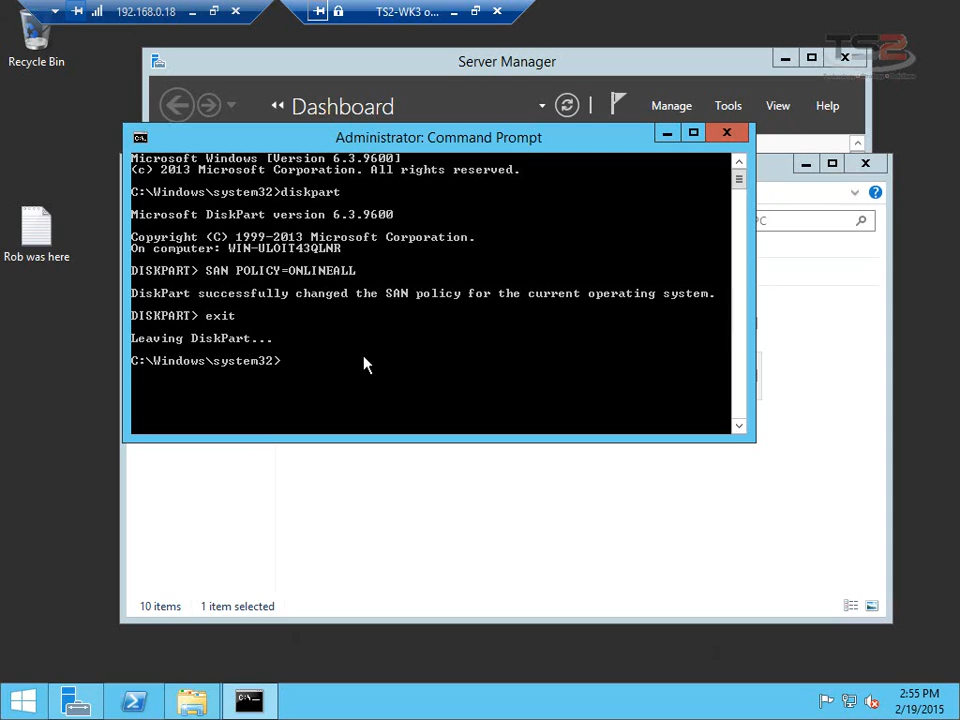 192.168.0.18
TS2-WK3 o...
TS2
Recycle Bin
Server Manager
Dashboard
Manage
Tools
View
Help
Administrator: Command Prompt
Microsoft Windows [Version 6.3.9600]
(c) 2013 Microsoft Corporation. All rights reserved.
C:\Windows\system32>diskpart
Microsoft DiskPart version 6.3.9600
Copyright (C) 1999-2013 Microsoft Corporation.
On computer: WIN-ULOIT43QLNR
DISKPART> SAN POLICY=ONLINEALL
DiskPart successfully changed the SAN policy for the current operating system.
DISKPART> exit
Leaving DiskPart...
C:\Windows\system32>
PC
Rob was here
10 items
1 item selected
2:55 PM
2/19/2015